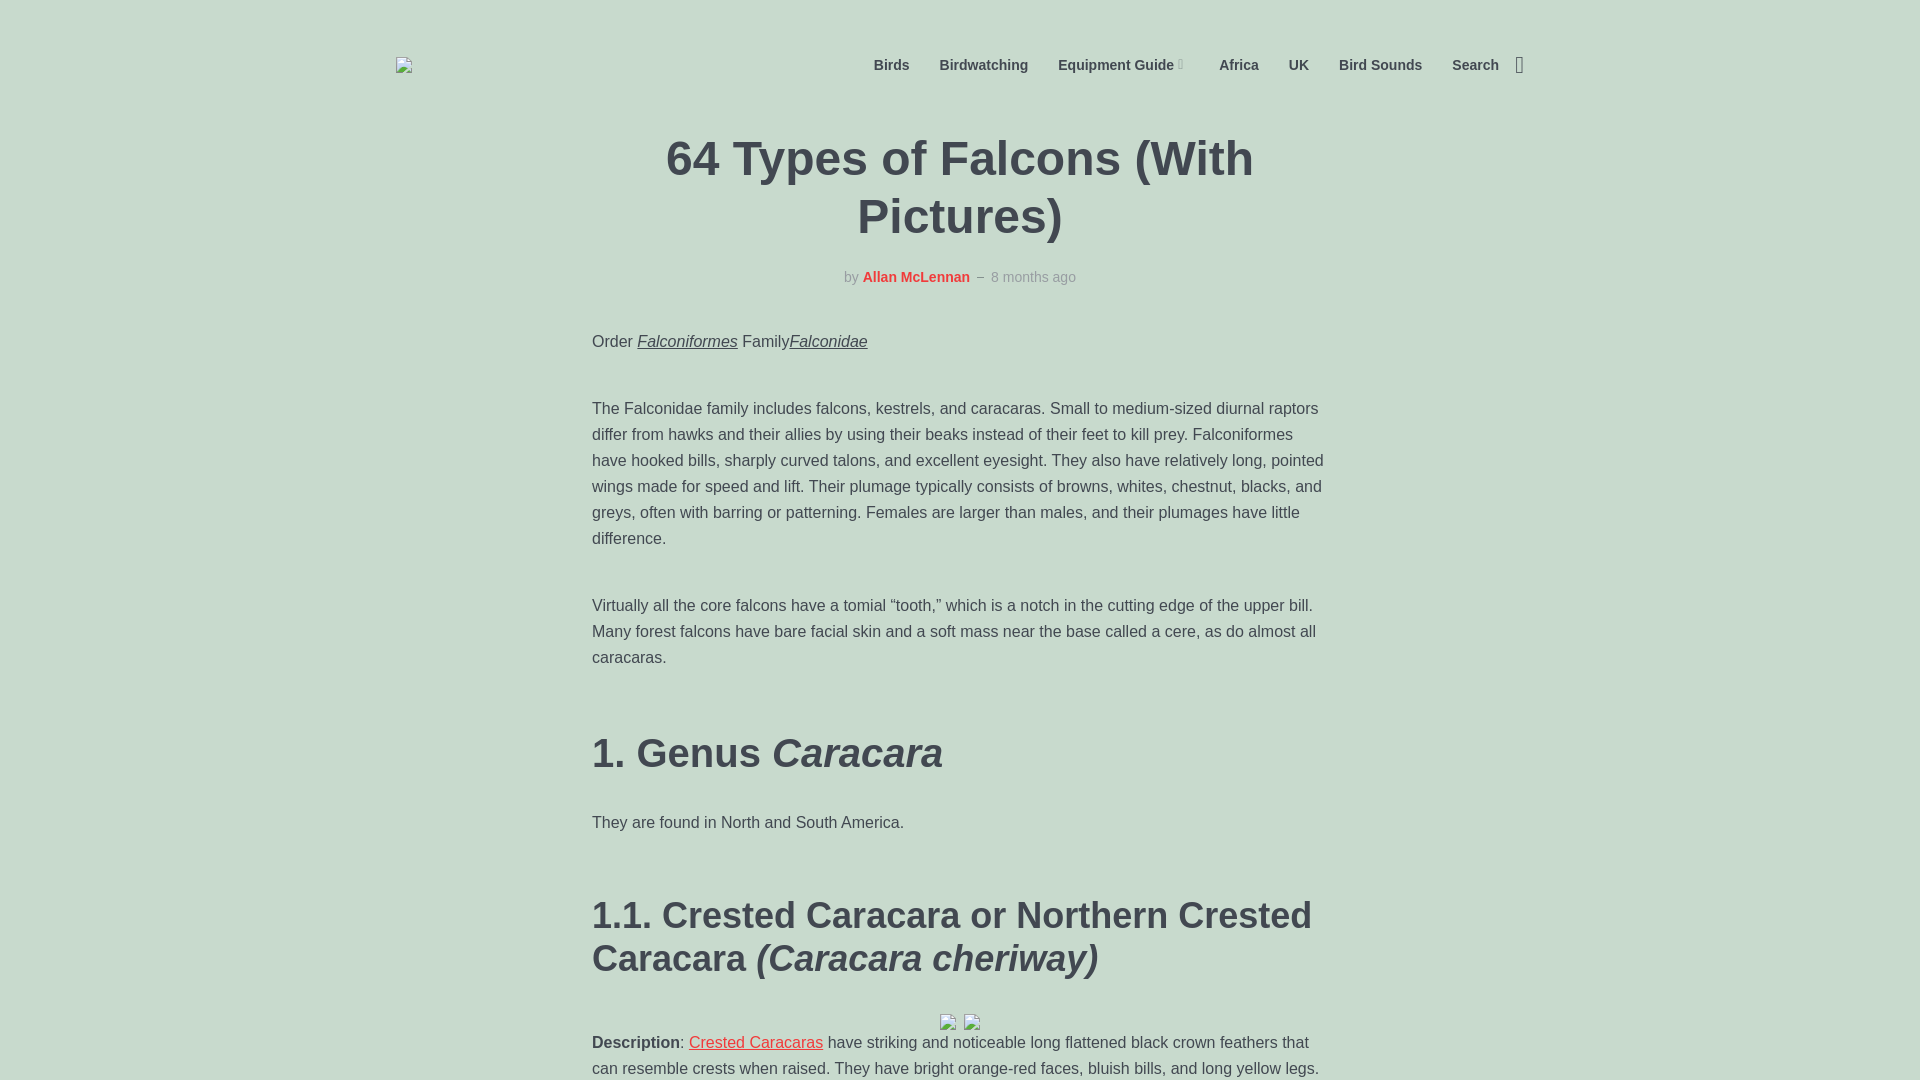 Birds Birdwatching Equipment Guide Africa UK Bird Sounds Search
64 Types of Falcons (With
Pictures)
by Allan McLennan – 8 months ago
Order Falconiformes FamilyFalconidae
The Falconidae family includes falcons, kestrels, and caracaras. Small to medium-sized diurnal raptors
differ from hawks and their allies by using their beaks instead of their feet to kill prey. Falconiformes
have hooked bills, sharply curved talons, and excellent eyesight. They also have relatively long, pointed
wings made for speed and lift. Their plumage typically consists of browns, whites, chestnut, blacks, and
greys, often with barring or patterning. Females are larger than males, and their plumages have little
difference.
Virtually all the core falcons have a tomial “tooth,” which is a notch in the cutting edge of the upper bill.
Many forest falcons have bare facial skin and a soft mass near the base called a cere, as do almost all
caracaras.
1. Genus Caracara
They are found in North and South America.
1.1. Crested Caracara or Northern Crested
Caracara (Caracara cheriway)
Description: Crested Caracaras have striking and noticeable long flattened black crown feathers that
can resemble crests when raised. They have bright orange-red faces, bluish bills, and long yellow legs.